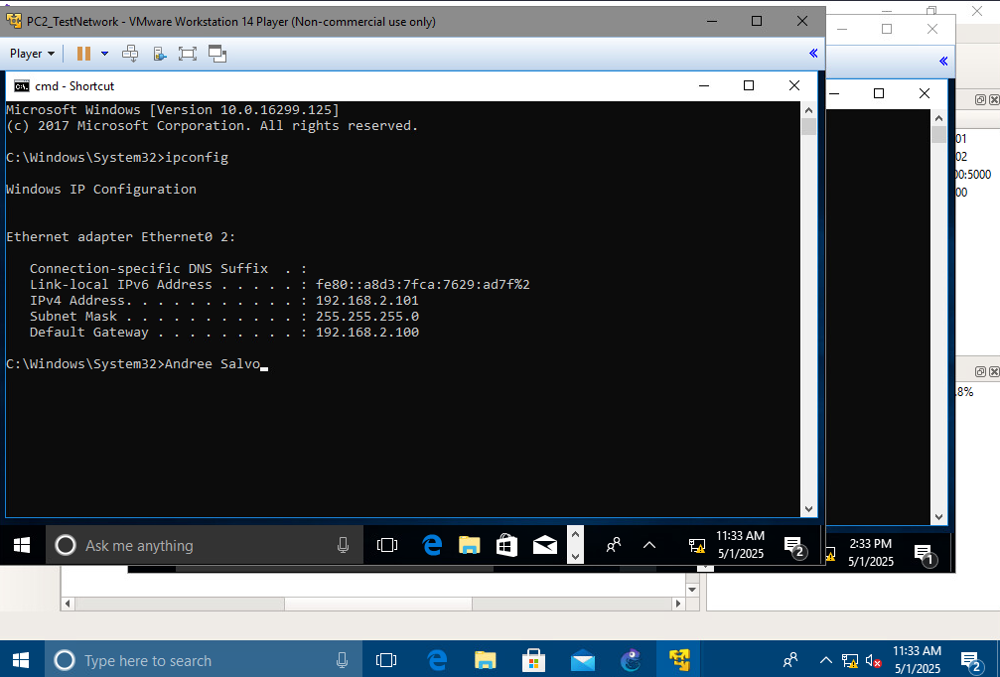 PC2_TestNetwork - VMware Workstation 14 Player (Non-commercial use only)
Player
cmd - Shortcut
Microsoft Windows [Version 10.0.16299.125]
(c) 2017 Microsoft Corporation. All rights reserved.
C:\Windows\System32>ipconfig
Windows IP Configuration
Ethernet adapter Ethernet0 2:
Connection-specific DNS Suffix  . :
Link-local IPv6 Address . . . . . : fe80::a8d3:7fca:7629:ad7f%2
IPv4 Address. . . . . . . . . . . : 192.168.2.101
Subnet Mask . . . . . . . . . . . : 255.255.255.0
Default Gateway . . . . . . . . . : 192.168.2.100
C:\Windows\System32>Andree Salvo
01
02
00:5000
00
.8%
Ask me anything
11:33 AM
5/1/2025
2
2:33 PM
5/1/2025
1
Type here to search
11:33 AM
5/1/2025
2